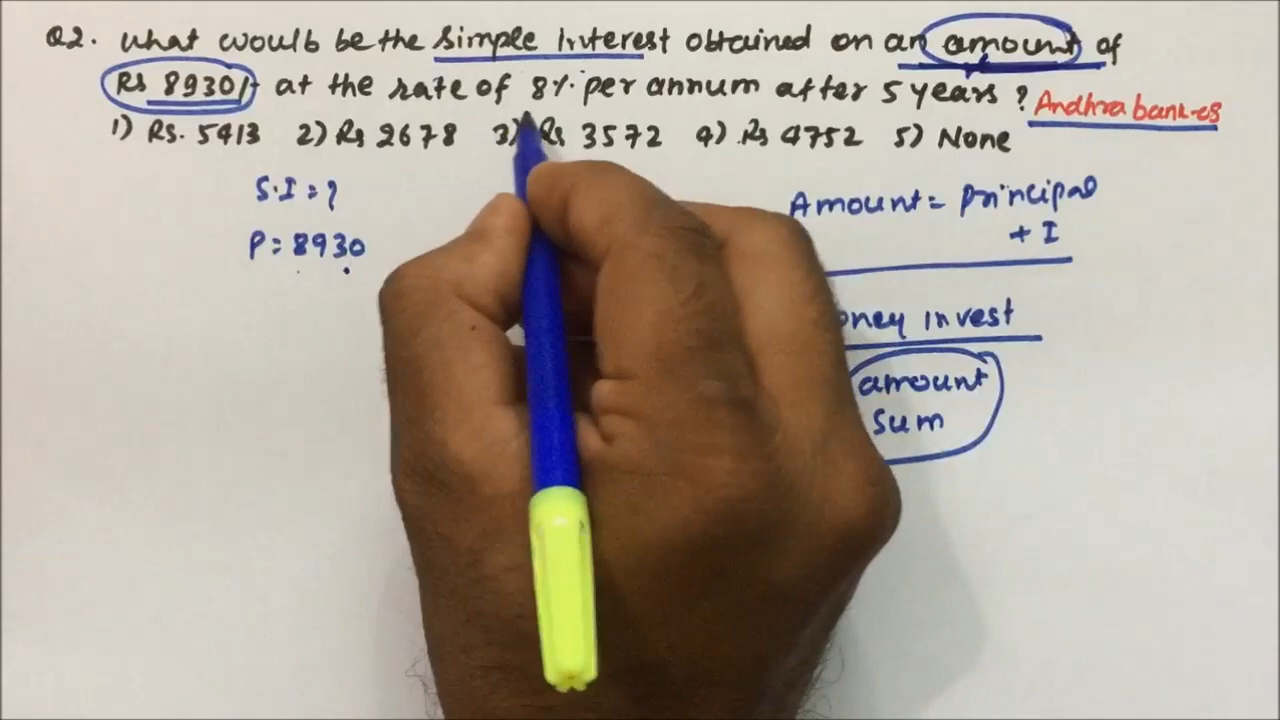 Q2. What would be the simple interest obtained on an amount of
Rs 8930/- at the rate of 8% per annum after 5 years ?
Andhra bank-08
1) Rs. 5413 2) Rs 2678 3) Rs 3572 4) Rs 4752 5) None
S.I = ?
P = 8930
Amount = Principal
+ I
invest
amount
sum